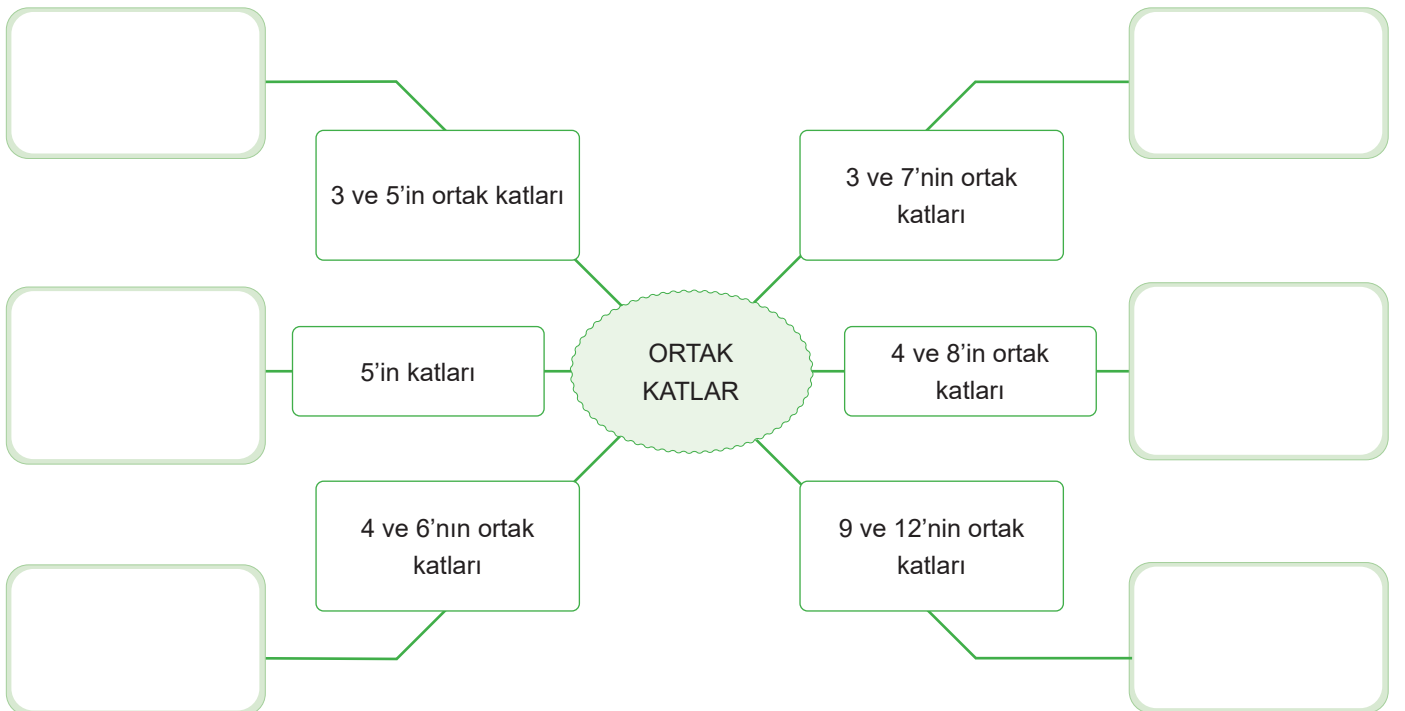 3 ve 5’in ortak katları
3 ve 7’nin ortak
katları
5’in katları
ORTAK
KATLAR
4 ve 8’in ortak
katları
4 ve 6’nın ortak
katları
9 ve 12’nin ortak
katları